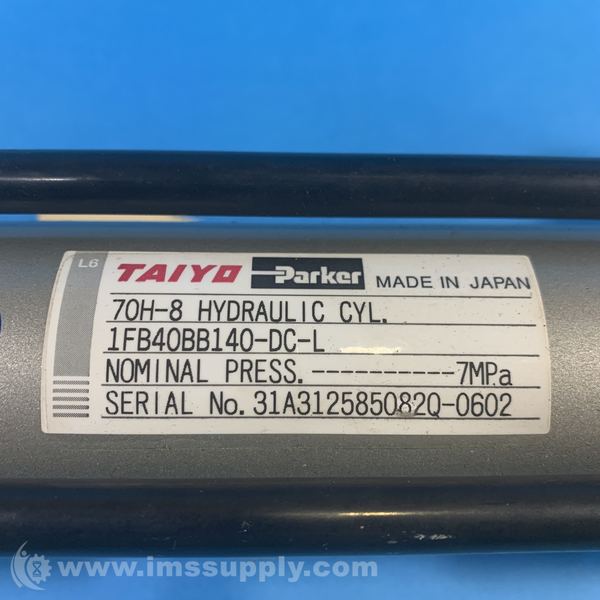 L6 TAIYO Parker MADE IN JAPAN
70H-8 HYDRAULIC CYL.
1FB40BB140-DC-L
NOMINAL PRESS. -----------7MPa
SERIAL No. 31A312585082Q-0602
www.imssupply.com/